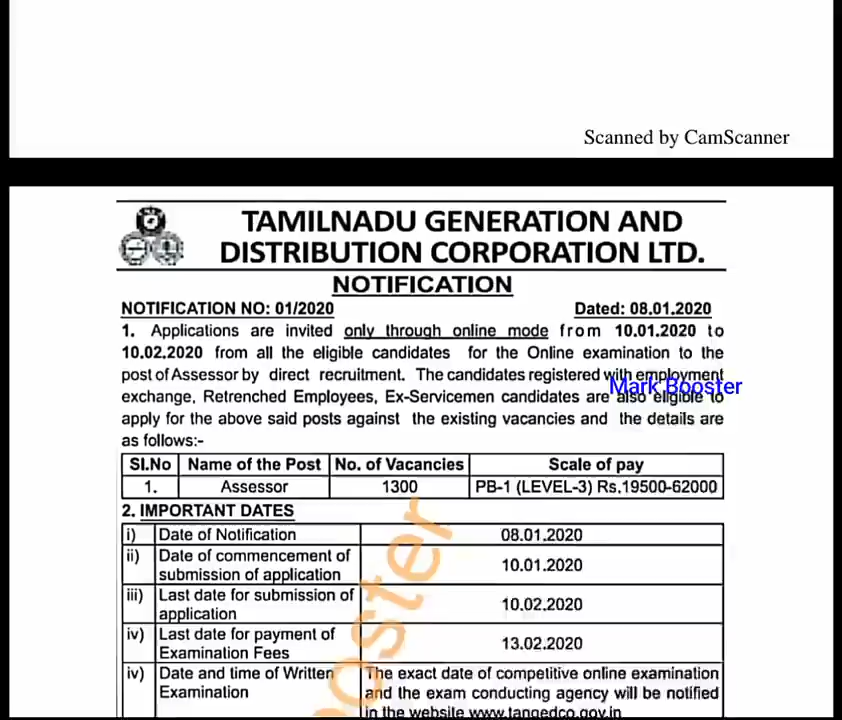 Scanned by CamScanner
TAMILNADU GENERATION AND
DISTRIBUTION CORPORATION LTD.
NOTIFICATION
NOTIFICATION NO: 01/2020 Dated: 08.01.2020
1. Applications are invited only through online mode from 10.01.2020 to
10.02.2020 from all the eligible candidates for the Online examination to the
post of Assessor by direct recruitment. The candidates registered with employment
Mark Booster
exchange, Retrenched Employees, Ex-Servicemen candidates are also eligible to
apply for the above said posts against the existing vacancies and the details are
as follows:-
Sl.No Name of the Post No. of Vacancies Scale of pay
1. Assessor 1300 PB-1 (LEVEL-3) Rs.19500-62000
2. IMPORTANT DATES
i) Date of Notification 08.01.2020
ii) Date of commencement of
submission of application 10.01.2020
iii) Last date for submission of
application 10.02.2020
iv) Last date for payment of
Examination Fees 13.02.2020
iv) Date and time of Written The exact date of competitive online examination
Examination and the exam conducting agency will be notified
in the website www.tangedco.gov.in